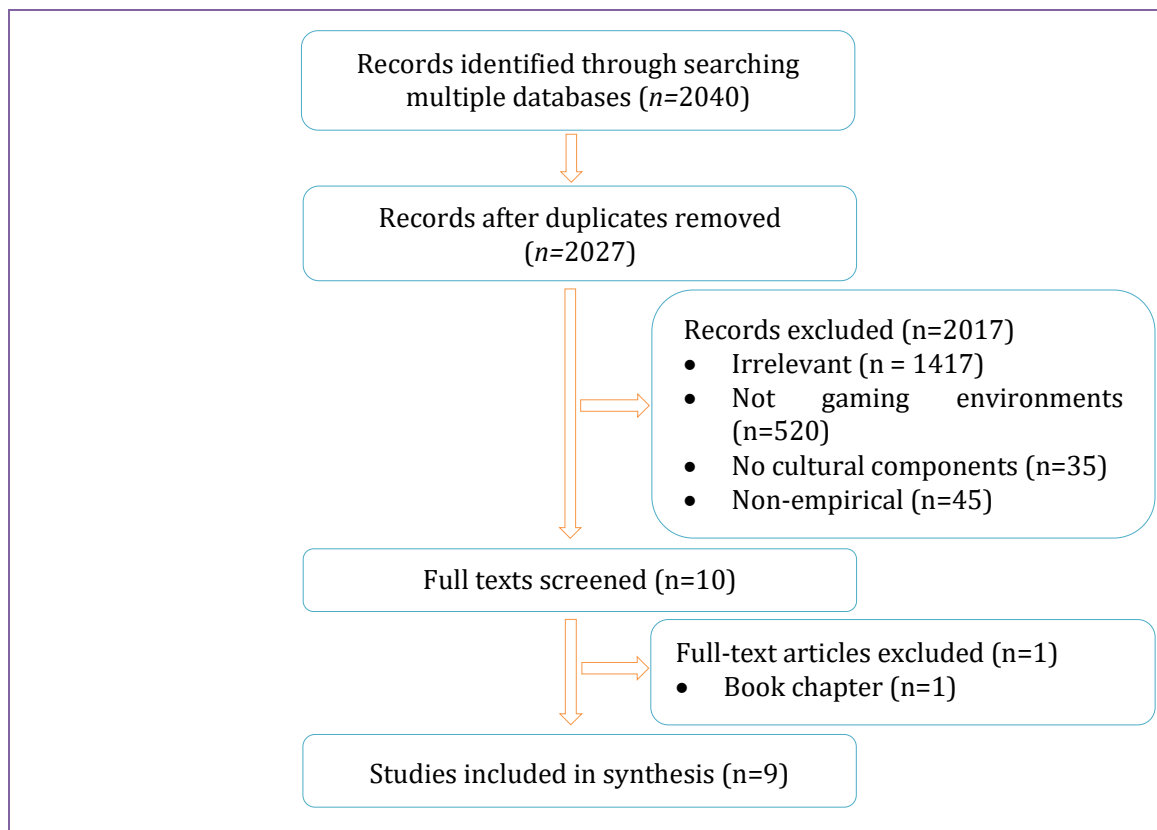 Records identified through searching
multiple databases (n=2040)
Records after duplicates removed
(n=2027)
Records excluded (n=2017)
• Irrelevant (n = 1417)
• Not gaming environments
(n=520)
• No cultural components (n=35)
• Non-empirical (n=45)
Full texts screened (n=10)
Full-text articles excluded (n=1)
• Book chapter (n=1)
Studies included in synthesis (n=9)